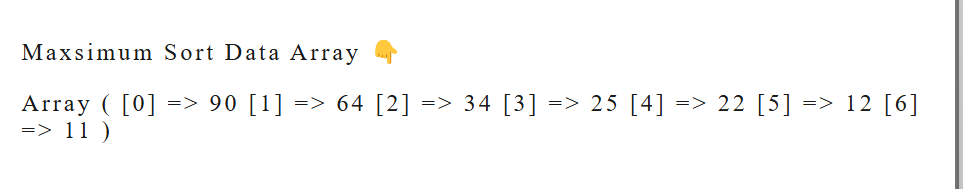 Maxsimum Sort Data Array 👇
Array ( [0] => 90 [1] => 64 [2] => 34 [3] => 25 [4] => 22 [5] => 12 [6]
=> 11 )